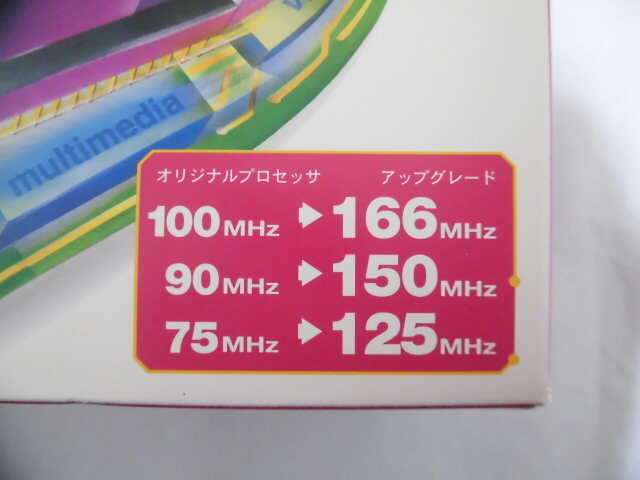 multimedia
オリジナルプロセッサ アップグレード
100MHz ▶ 166MHz
90MHz ▶ 150MHz
75MHz ▶ 125MHz